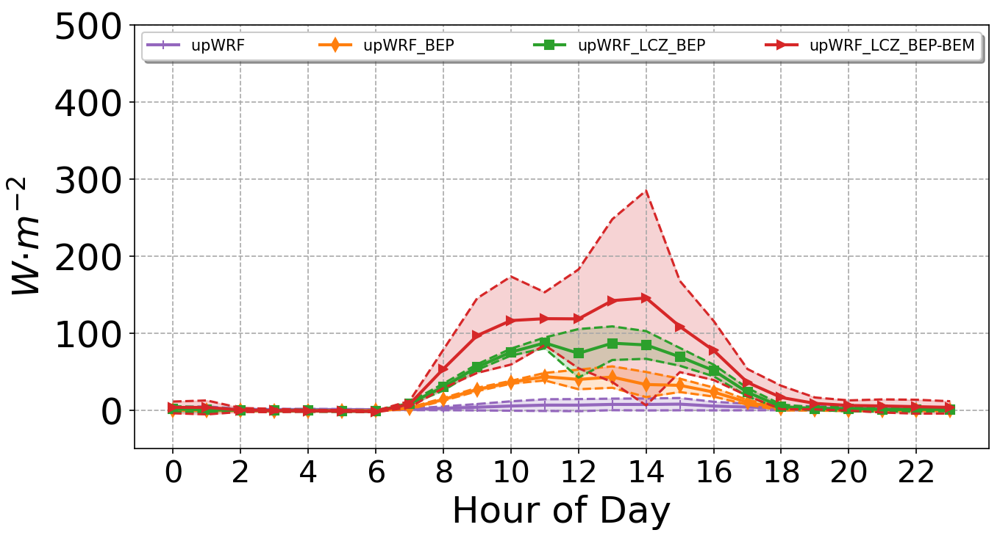 upWRF upWRF_BEP upWRF_LCZ_BEP upWRF_LCZ_BEP-BEM
500
400
300
200
100
0
W·m⁻²
0 2 4 6 8 10 12 14 16 18 20 22
Hour of Day